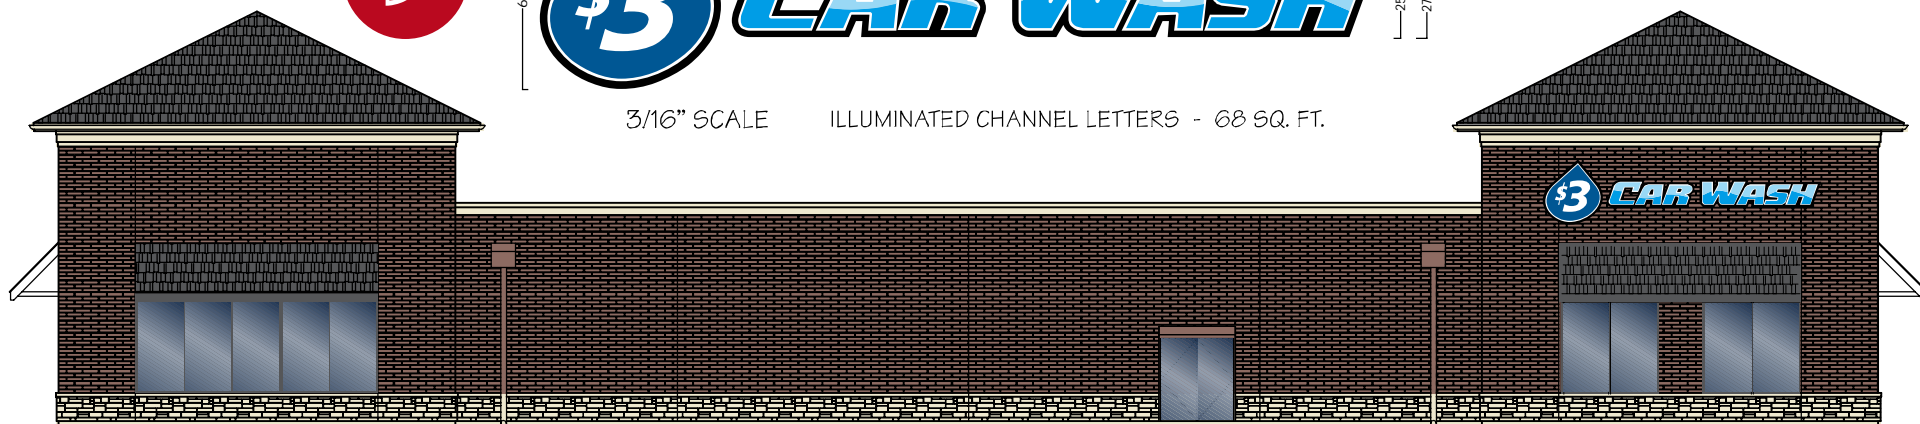 $3 CAR WASH
3/16” SCALE ILLUMINATED CHANNEL LETTERS - 68 SQ. FT.
$3 CAR WASH